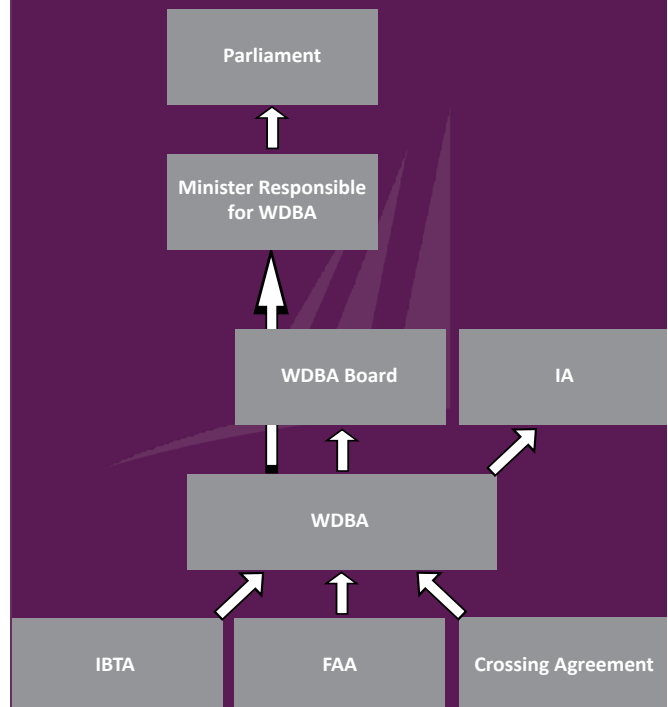 Parliament
Minister Responsible
for WDBA
WDBA Board
IA
WDBA
IBTA
FAA
Crossing Agreement